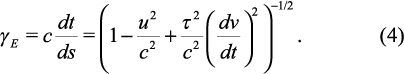 γ_E = c dt/ds = (1 − u²/c² + τ²/c² (dv/dt)²)^{−1/2}. (4)